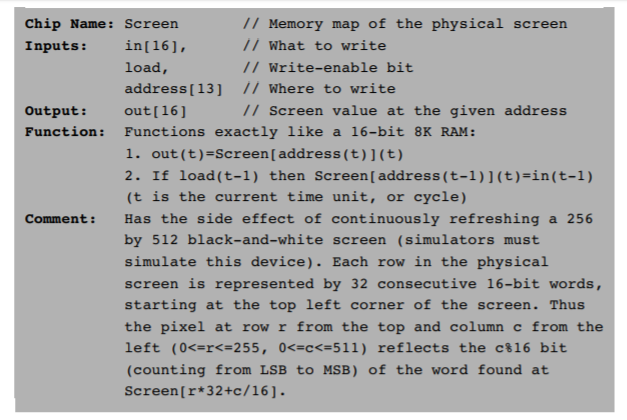 Chip Name: Screen // Memory map of the physical screen
Inputs: in[16], // What to write
load, // Write-enable bit
address[13] // Where to write
Output: out[16] // Screen value at the given address
Function: Functions exactly like a 16-bit 8K RAM:
1. out(t)=Screen[address(t)](t)
2. If load(t-1) then Screen[address(t-1)](t)=in(t-1)
(t is the current time unit, or cycle)
Comment: Has the side effect of continuously refreshing a 256
by 512 black-and-white screen (simulators must
simulate this device). Each row in the physical
screen is represented by 32 consecutive 16-bit words,
starting at the top left corner of the screen. Thus
the pixel at row r from the top and column c from the
left (0<=r<=255, 0<=c<=511) reflects the c%16 bit
(counting from LSB to MSB) of the word found at
Screen[r*32+c/16].